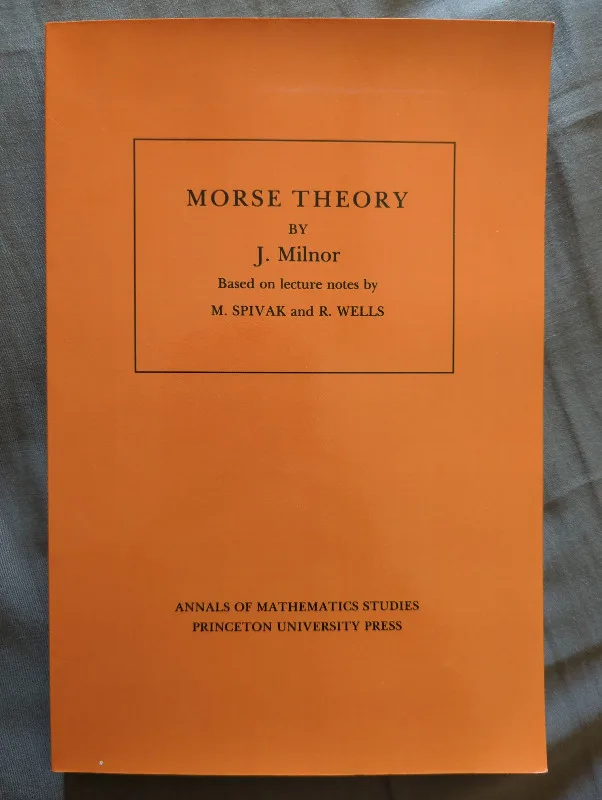 MORSE THEORY
BY
J. Milnor
Based on lecture notes by
M. SPIVAK and R. WELLS
ANNALS OF MATHEMATICS STUDIES
PRINCETON UNIVERSITY PRESS